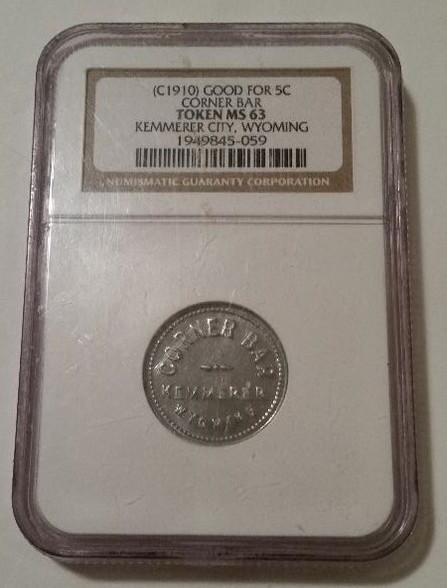 (C1910) GOOD FOR 5C
CORNER BAR
TOKEN MS 63
KEMMERER CITY, WYOMING
1949845-059
NUMISMATIC GUARANTY CORPORATION
CORNER BAR
KEMMERER
WYOMING